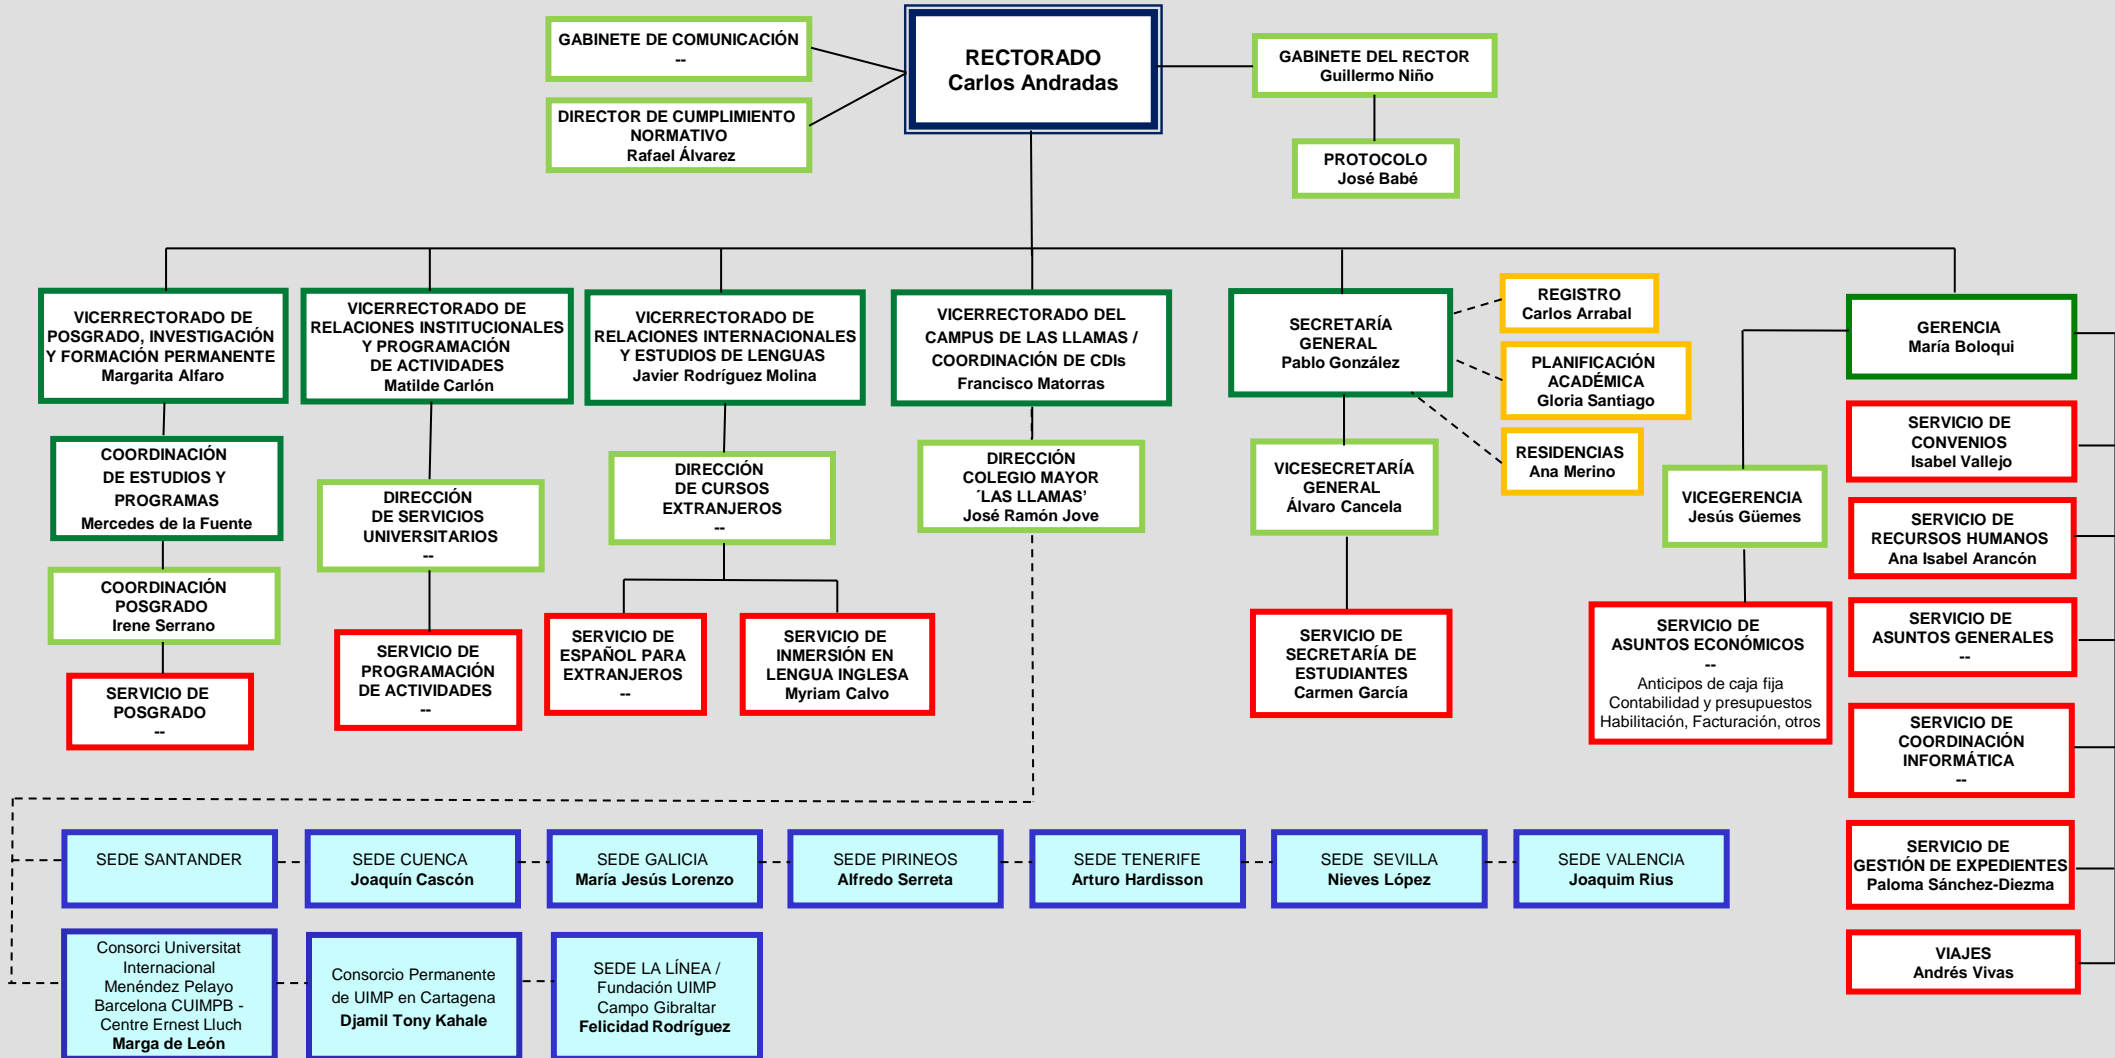 GABINETE DE COMUNICACIÓN
--
DIRECTOR DE CUMPLIMIENTO
NORMATIVO
Rafael Álvarez
RECTORADO
Carlos Andradas
GABINETE DEL RECTOR
Guillermo Niño
PROTOCOLO
José Babé
VICERRECTORADO DE
POSGRADO, INVESTIGACIÓN
Y FORMACIÓN PERMANENTE
Margarita Alfaro
COORDINACIÓN
DE ESTUDIOS Y
PROGRAMAS
Mercedes de la Fuente
COORDINACIÓN
POSGRADO
Irene Serrano
SERVICIO DE
POSGRADO
--
VICERRECTORADO DE
RELACIONES INSTITUCIONALES
Y PROGRAMACIÓN
DE ACTIVIDADES
Matilde Carlón
DIRECCIÓN
DE SERVICIOS
UNIVERSITARIOS
--
SERVICIO DE
PROGRAMACIÓN
DE ACTIVIDADES
--
VICERRECTORADO DE
RELACIONES INTERNACIONALES
Y ESTUDIOS DE LENGUAS
Javier Rodríguez Molina
DIRECCIÓN
DE CURSOS
EXTRANJEROS
--
SERVICIO DE
ESPAÑOL PARA
EXTRANJEROS
--
SERVICIO DE
INMERSIÓN EN
LENGUA INGLESA
Myriam Calvo
VICERRECTORADO DEL
CAMPUS DE LAS LLAMAS /
COORDINACIÓN DE CDIs
Francisco Matorras
DIRECCIÓN
COLEGIO MAYOR
´LAS LLAMAS’
José Ramón Jove
SECRETARÍA
GENERAL
Pablo González
REGISTRO
Carlos Arrabal
PLANIFICACIÓN
ACADÉMICA
Gloria Santiago
RESIDENCIAS
Ana Merino
VICESECRETARÍA
GENERAL
Álvaro Cancela
SERVICIO DE
SECRETARÍA DE
ESTUDIANTES
Carmen García
GERENCIA
María Boloqui
VICEGERENCIA
Jesús Güemes
SERVICIO DE
ASUNTOS ECONÓMICOS
--
Anticipos de caja fija
Contabilidad y presupuestos
Habilitación, Facturación, otros
SERVICIO DE
CONVENIOS
Isabel Vallejo
SERVICIO DE
RECURSOS HUMANOS
Ana Isabel Arancón
SERVICIO DE
ASUNTOS GENERALES
--
SERVICIO DE
COORDINACIÓN
INFORMÁTICA
--
SERVICIO DE
GESTIÓN DE EXPEDIENTES
Paloma Sánchez-Diezma
VIAJES
Andrés Vivas
SEDE SANTANDER
SEDE CUENCA
Joaquín Cascón
SEDE GALICIA
María Jesús Lorenzo
SEDE PIRINEOS
Alfredo Serreta
SEDE TENERIFE
Arturo Hardisson
SEDE SEVILLA
Nieves López
SEDE VALENCIA
Joaquim Rius
Consorci Universitat
Internacional
Menéndez Pelayo
Barcelona CUIMPB -
Centre Ernest Lluch
Marga de León
Consorcio Permanente
de UIMP en Cartagena
Djamil Tony Kahale
SEDE LA LÍNEA /
Fundación UIMP
Campo Gibraltar
Felicidad Rodríguez